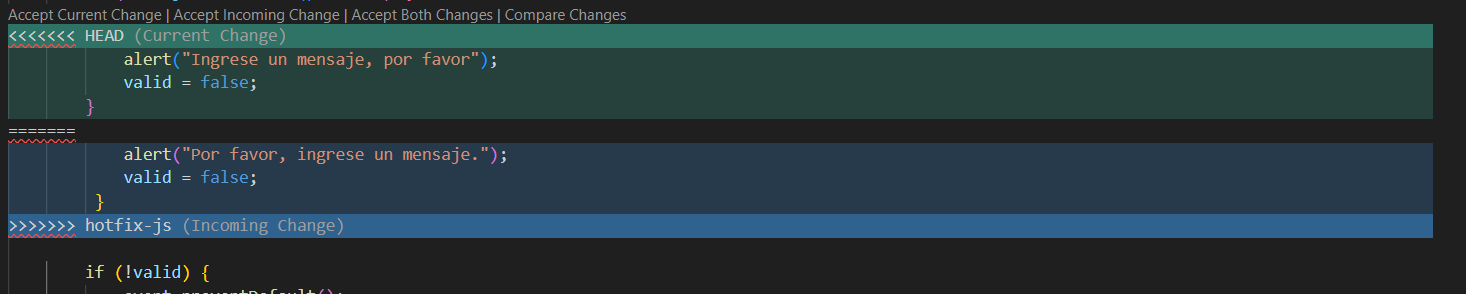 Accept Current Change | Accept Incoming Change | Accept Both Changes | Compare Changes
<<<<<<< HEAD (Current Change)
alert("Ingrese un mensaje, por favor");
valid = false;
}
=======
alert("Por favor, ingrese un mensaje.");
valid = false;
}
>>>>>>> hotfix-js (Incoming Change)
if (!valid) {